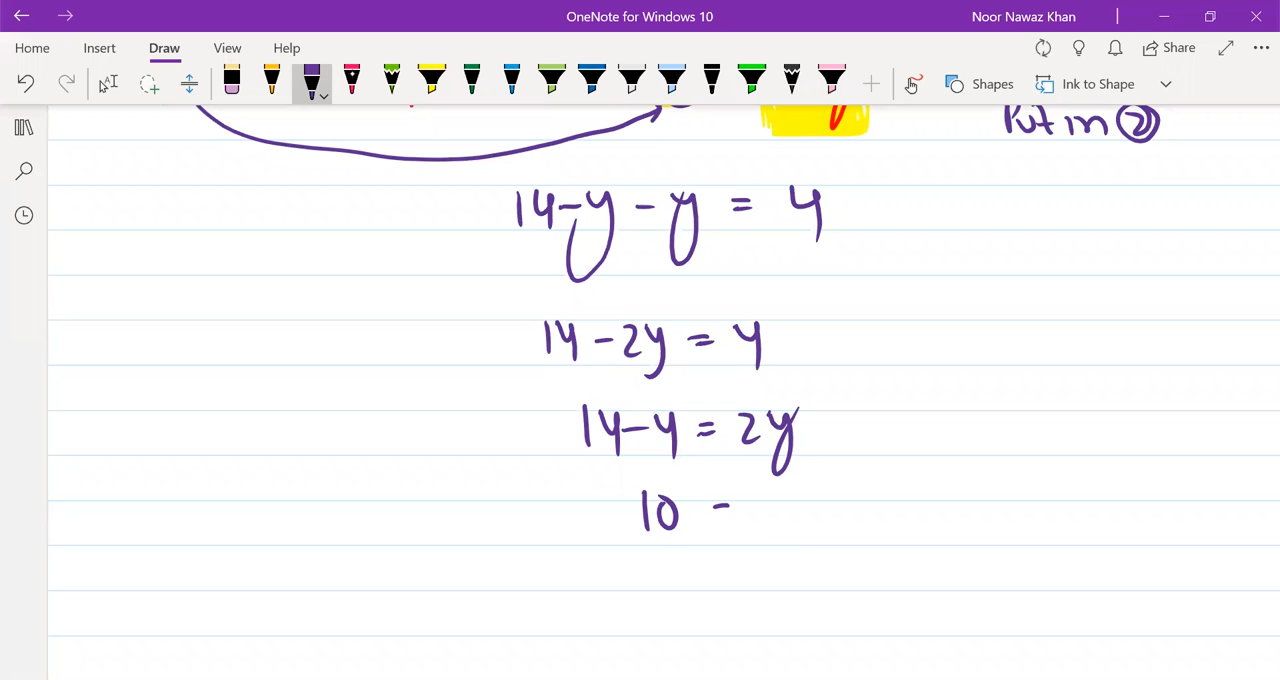 OneNote for Windows 10
Noor Nawaz Khan
Home Insert Draw View Help
Share
Shapes
Ink to Shape
Put in ②
14-y - y = 4
14 - 2y = 4
14-4 = 2y
10 -